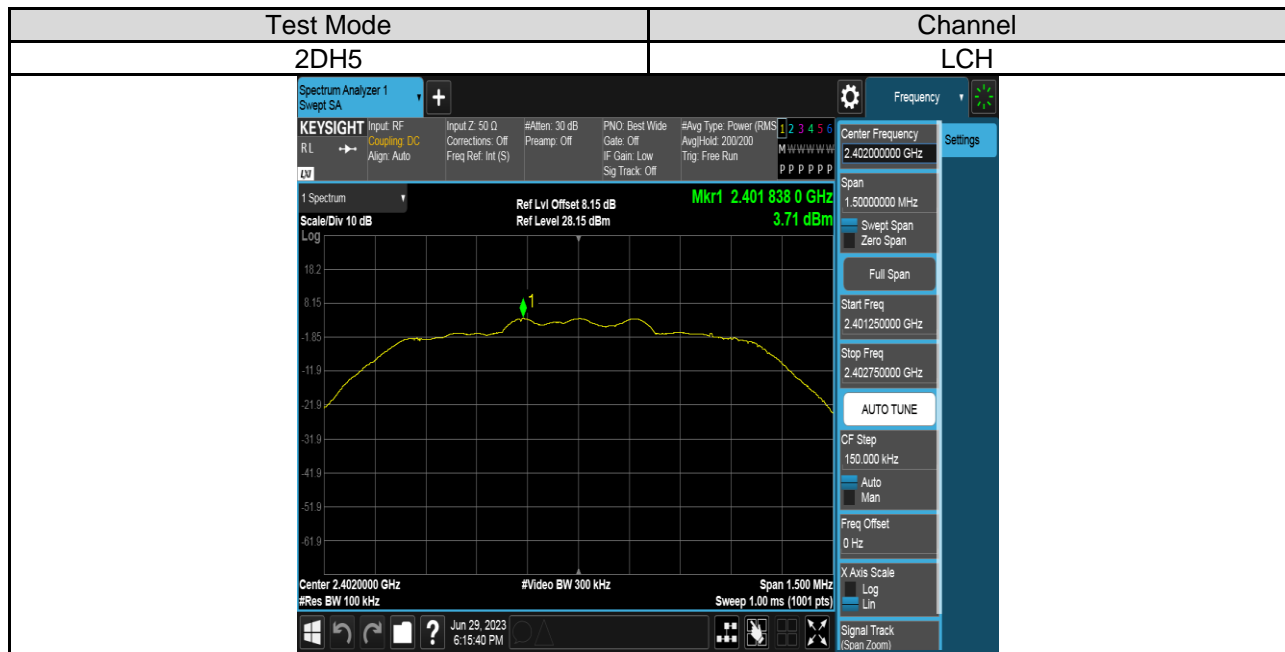 Test Mode Channel
2DH5 LCH
Spectrum Analyzer 1
Swept SA
+
Frequency
KEYSIGHT
RL
LXI
Input: RF
Coupling: DC
Align: Auto
Input Z: 50 Ω
Corrections: Off
Freq Ref: Int (S)
#Atten: 30 dB
Preamp: Off
PNO: Best Wide
Gate: Off
IF Gain: Low
Sig Track: Off
#Avg Type: Power (RMS
Avg|Hold: 200/200
Trig: Free Run
1 2 3 4 5 6
M W W W W W
P P P P P P
1 Spectrum
Scale/Div 10 dB
Log
Ref Lvl Offset 8.15 dB
Ref Level 28.15 dBm
Mkr1 2.401 838 0 GHz
3.71 dBm
18.2
8.15
-1.85
-11.9
-21.9
-31.9
-41.9
-51.9
-61.9
1
Center 2.4020000 GHz
#Res BW 100 kHz
#Video BW 300 kHz
Span 1.500 MHz
Sweep 1.00 ms (1001 pts)
Center Frequency
2.402000000 GHz
Settings
Span
1.50000000 MHz
Swept Span
Zero Span
Full Span
Start Freq
2.401250000 GHz
Stop Freq
2.402750000 GHz
AUTO TUNE
CF Step
150.000 kHz
Auto
Man
Freq Offset
0 Hz
X Axis Scale
Log
Lin
Signal Track
(Span Zoom)
?
Jun 29, 2023
6:15:40 PM